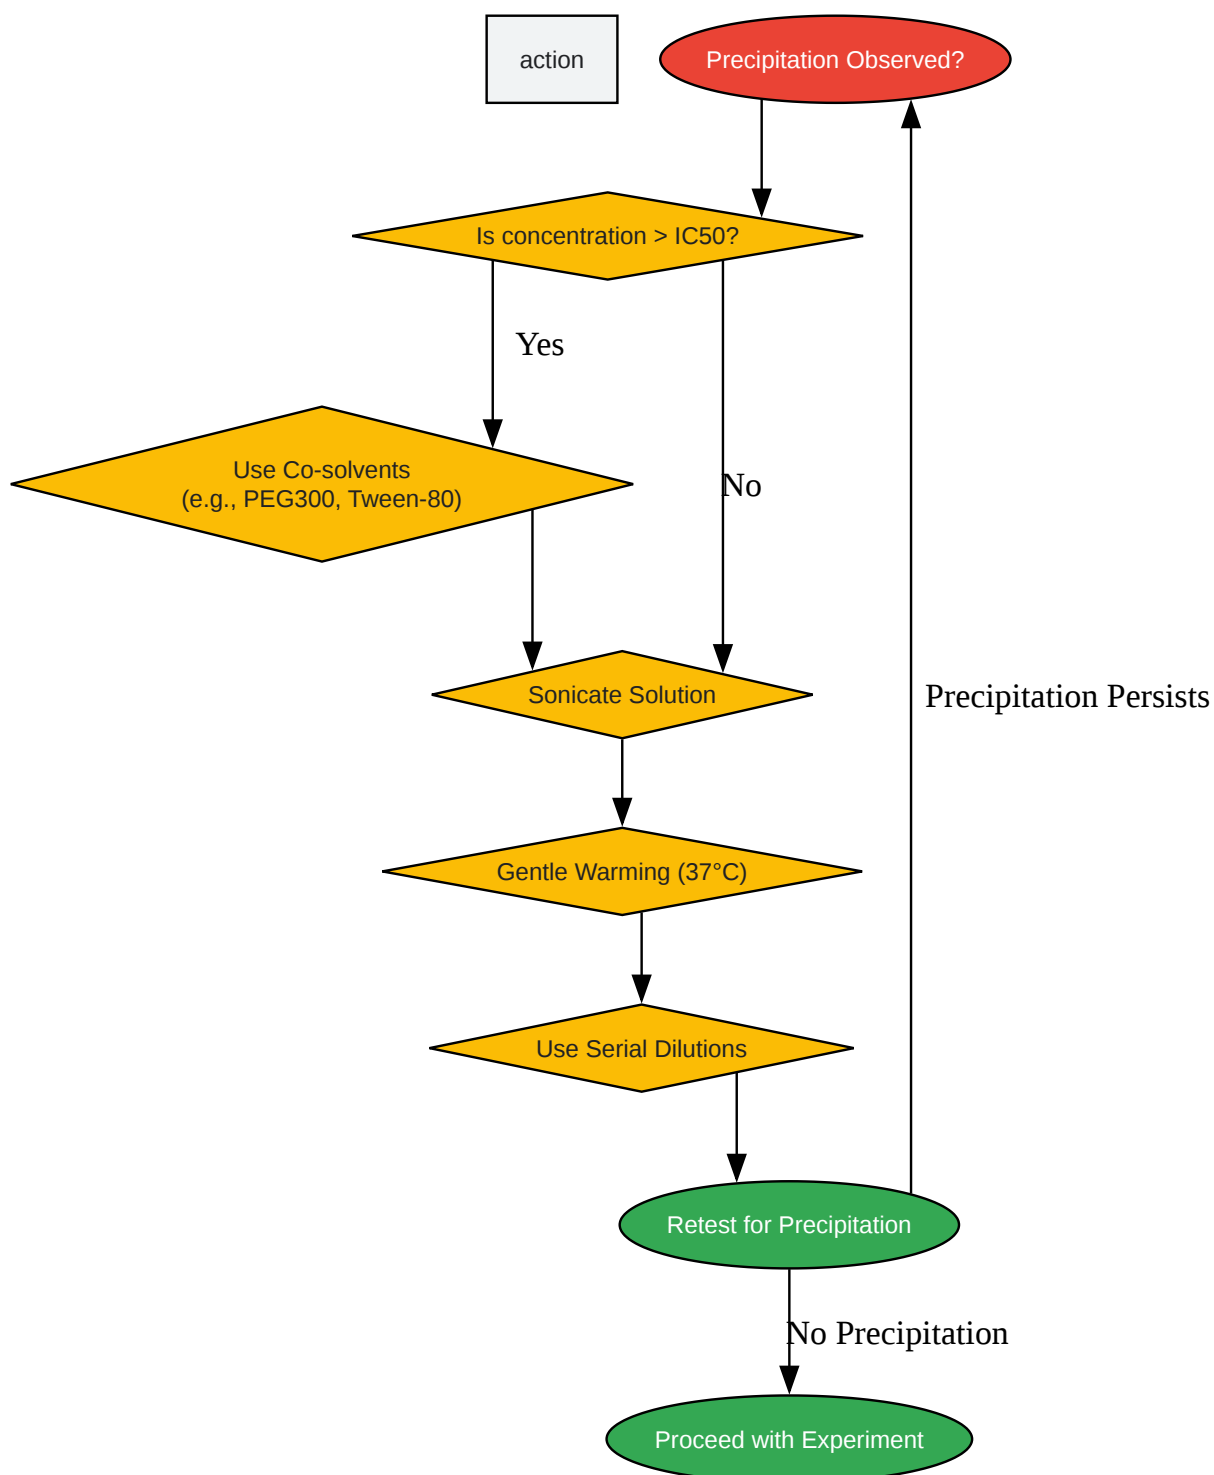 action
Precipitation Observed?
Is concentration > IC50?
Yes
Use Co-solvents
(e.g., PEG300, Tween-80)
No
Sonicate Solution
Precipitation Persists
Gentle Warming (37°C)
Use Serial Dilutions
Retest for Precipitation
No Precipitation
Proceed with Experiment